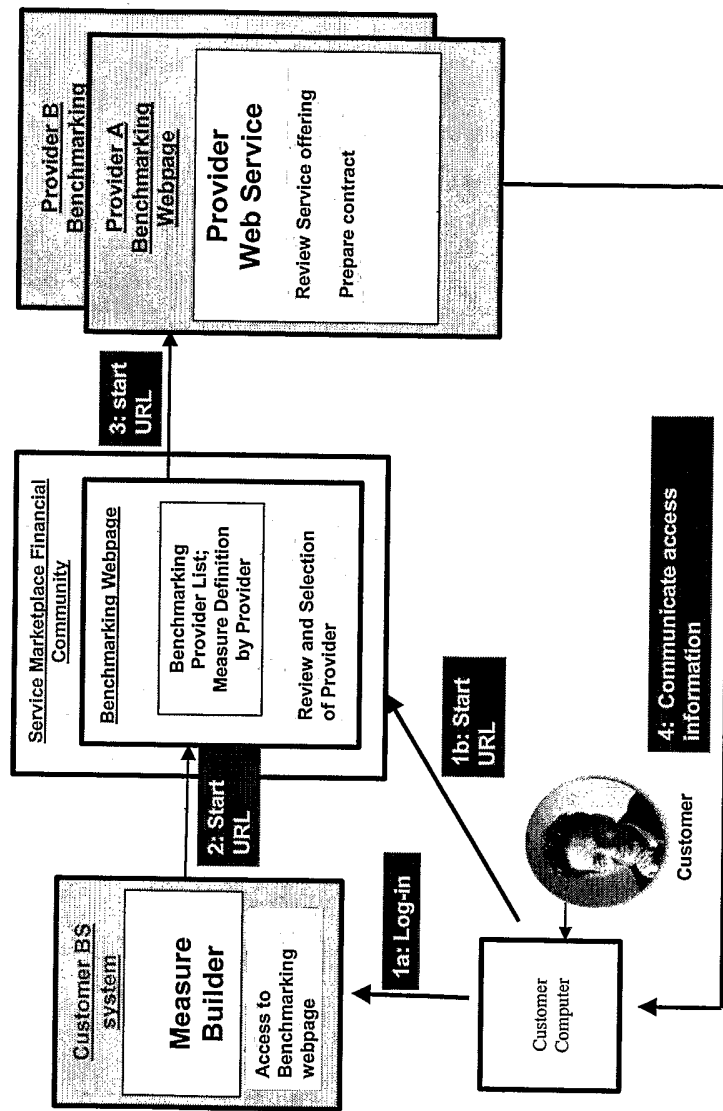 Customer BS
system
Measure
Builder
Access to
Benchmarking
webpage
2: Start
URL
Service Marketplace Financial
Community
Benchmarking Webpage
Benchmarking
Provider List;
Measure Definition
by Provider
Review and Selection
of Provider
3: start
URL
Provider B
Benchmarking
Provider A
Benchmarking
Webpage
Provider
Web Service
Review Service offering
Prepare contract
1a: Log-in
1b: Start
URL
Customer
Computer
Customer
4: Communicate access
information